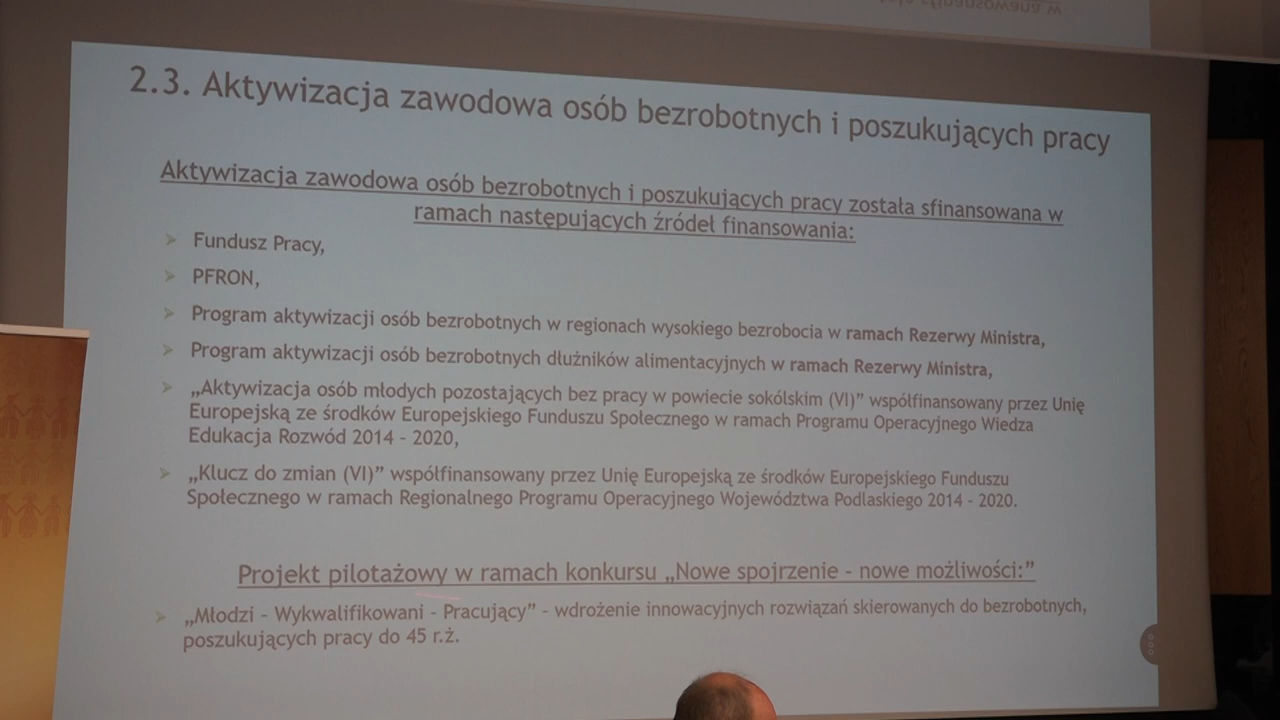 2.3. Aktywizacja zawodowa osób bezrobotnych i poszukujących pracy
Aktywizacja zawodowa osób bezrobotnych i poszukujących pracy została sfinansowana w
ramach następujących źródeł finansowania:
Fundusz Pracy,
PFRON,
Program aktywizacji osób bezrobotnych w regionach wysokiego bezrobocia w ramach Rezerwy Ministra,
Program aktywizacji osób bezrobotnych dłużników alimentacyjnych w ramach Rezerwy Ministra,
„Aktywizacja osób młodych pozostających bez pracy w powiecie sokólskim (VI)” współfinansowany przez Unię
Europejską ze środków Europejskiego Funduszu Społecznego w ramach Programu Operacyjnego Wiedza
Edukacja Rozwód 2014 - 2020,
„Klucz do zmian (VI)” współfinansowany przez Unię Europejską ze środków Europejskiego Funduszu
Społecznego w ramach Regionalnego Programu Operacyjnego Województwa Podlaskiego 2014 - 2020.
Projekt pilotażowy w ramach konkursu „Nowe spojrzenie - nowe możliwości:”
„Młodzi - Wykwalifikowani - Pracujący” - wdrożenie innowacyjnych rozwiązań skierowanych do bezrobotnych,
poszukujących pracy do 45 r.ż.